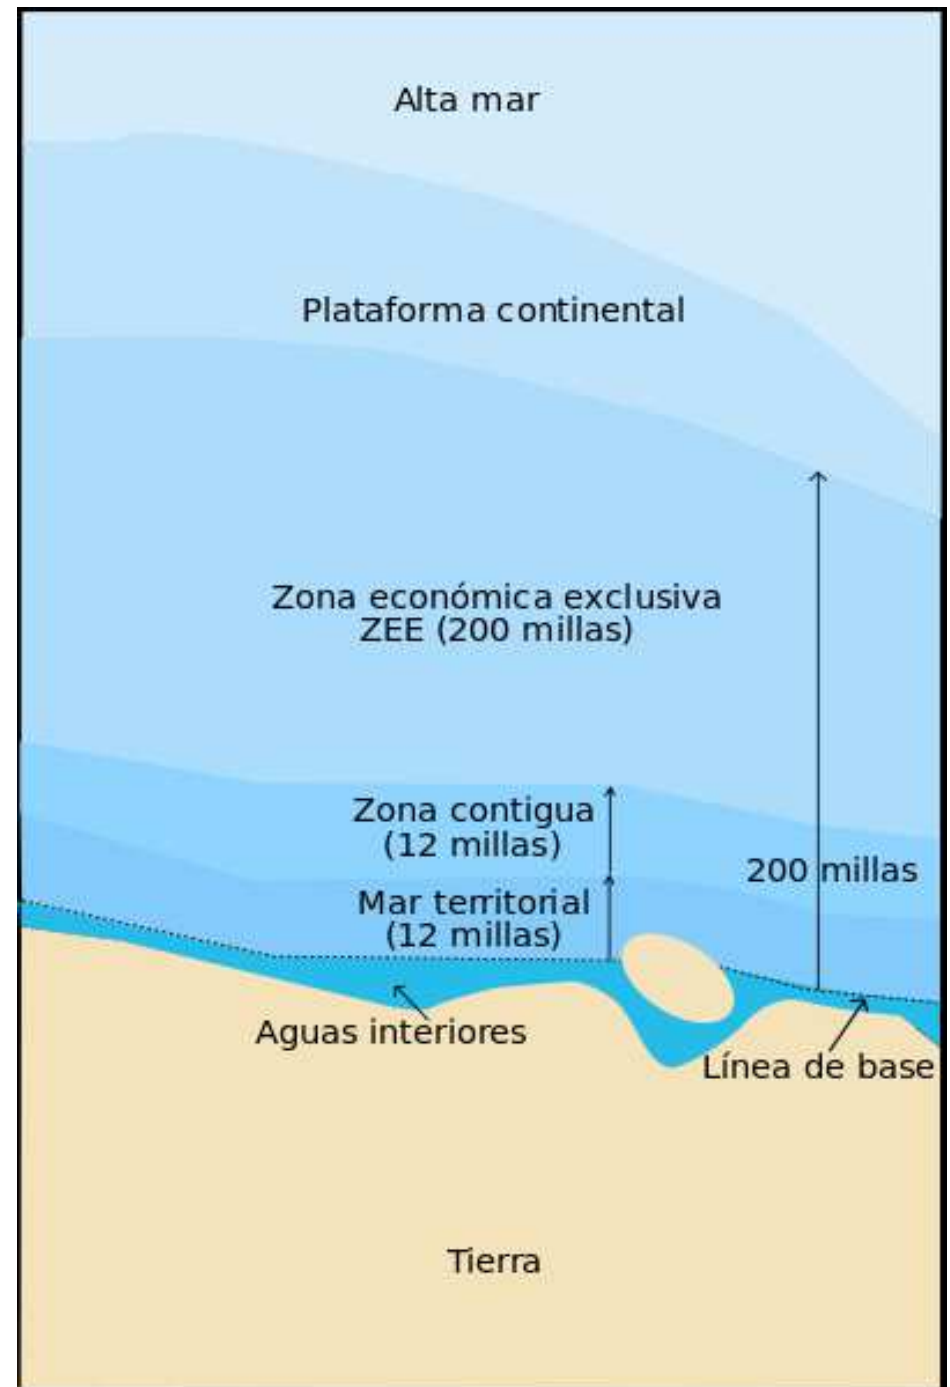 Alta mar
Plataforma continental
Zona económica exclusiva
ZEE (200 millas)
Zona contigua
(12 millas)
200 millas
Mar territorial
(12 millas)
Aguas interiores
Línea de base
Tierra